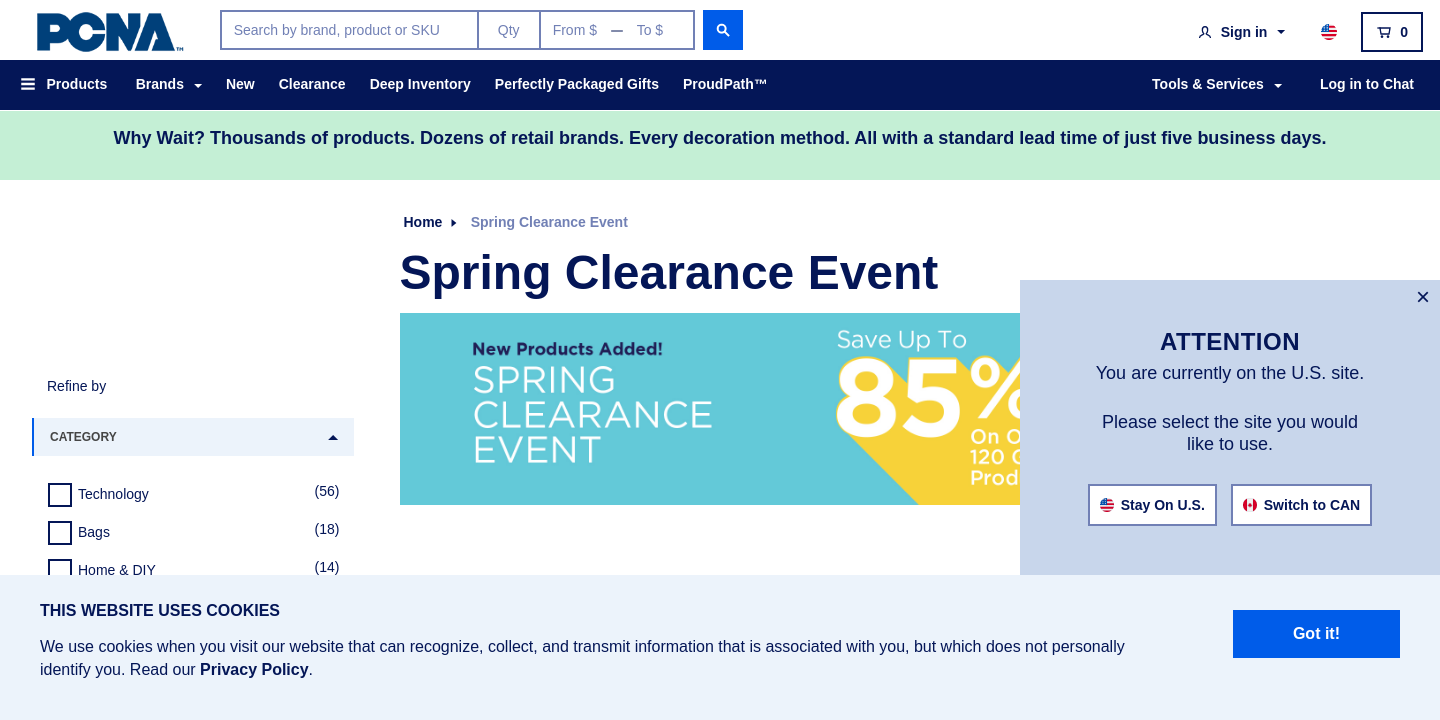 PCNA™
Search by brand, product or SKU
Qty
From $ — To $
Sign in
0
Products
Brands
New
Clearance
Deep Inventory
Perfectly Packaged Gifts
ProudPath™
Tools & Services
Log in to Chat
Why Wait? Thousands of products. Dozens of retail brands. Every decoration method. All with a standard lead time of just five business days.
Home
Spring Clearance Event
Spring Clearance Event
New Products Added!
SPRING
CLEARANCE
EVENT
Save Up To
85%
On O
120
Prod
×
ATTENTION
You are currently on the U.S. site.
Please select the site you would
like to use.
Stay On U.S.
Switch to CAN
Refine by
CATEGORY
Technology (56)
Bags (18)
Home & DIY (14)
THIS WEBSITE USES COOKIES
We use cookies when you visit our website that can recognize, collect, and transmit information that is associated with you, but which does not personally
identify you. Read our Privacy Policy.
Got it!